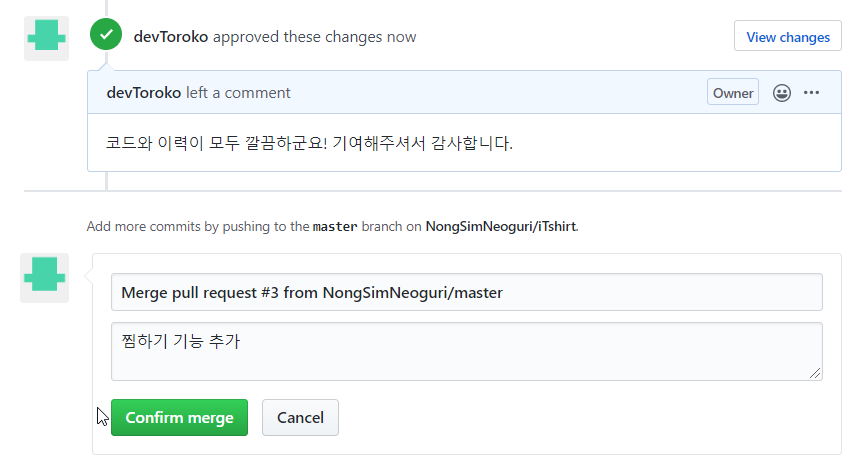 devToroko approved these changes now
View changes
devToroko left a comment
Owner
코드와 이력이 모두 깔끔하군요! 기여해주셔서 감사합니다.
Add more commits by pushing to the master branch on NongSimNeoguri/iTshirt.
Merge pull request #3 from NongSimNeoguri/master
찜하기 기능 추가
Confirm merge
Cancel